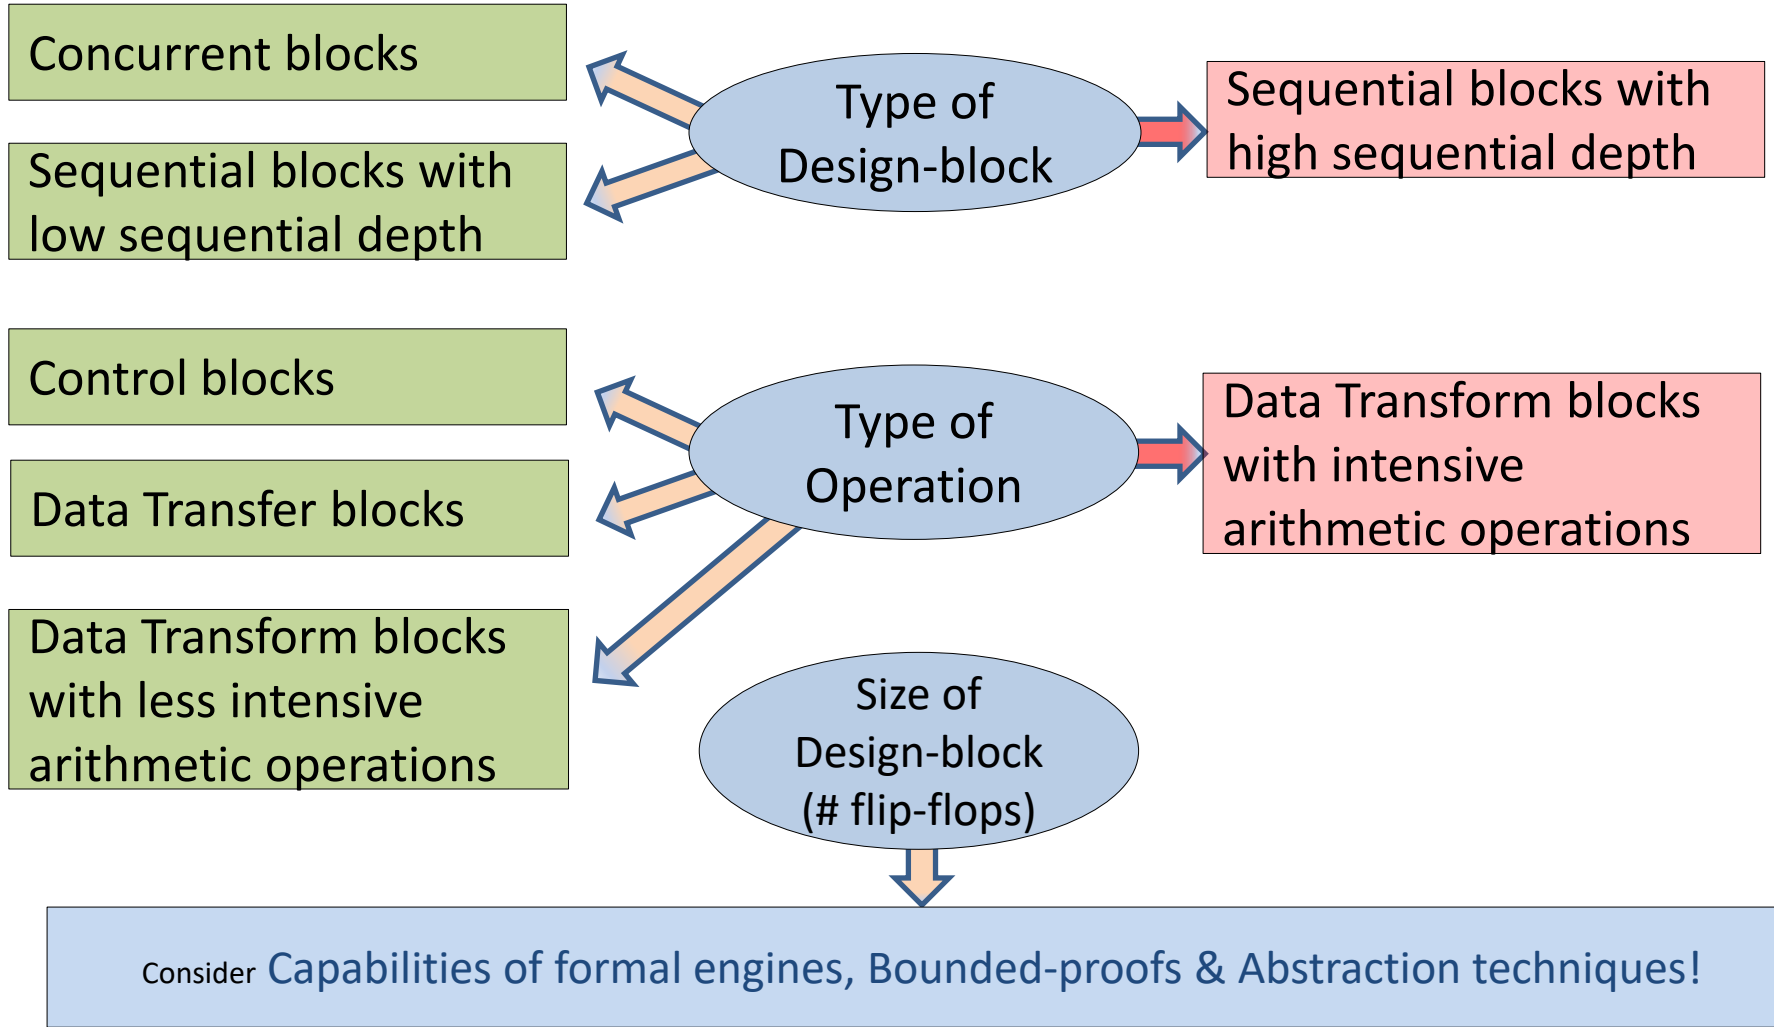 Concurrent blocks
Sequential blocks with
low sequential depth
Type of
Design-block
Sequential blocks with
high sequential depth
Control blocks
Data Transfer blocks
Data Transform blocks
with less intensive
arithmetic operations
Type of
Operation
Data Transform blocks
with intensive
arithmetic operations
Size of
Design-block
(# flip-flops)
Consider Capabilities of formal engines, Bounded-proofs & Abstraction techniques!